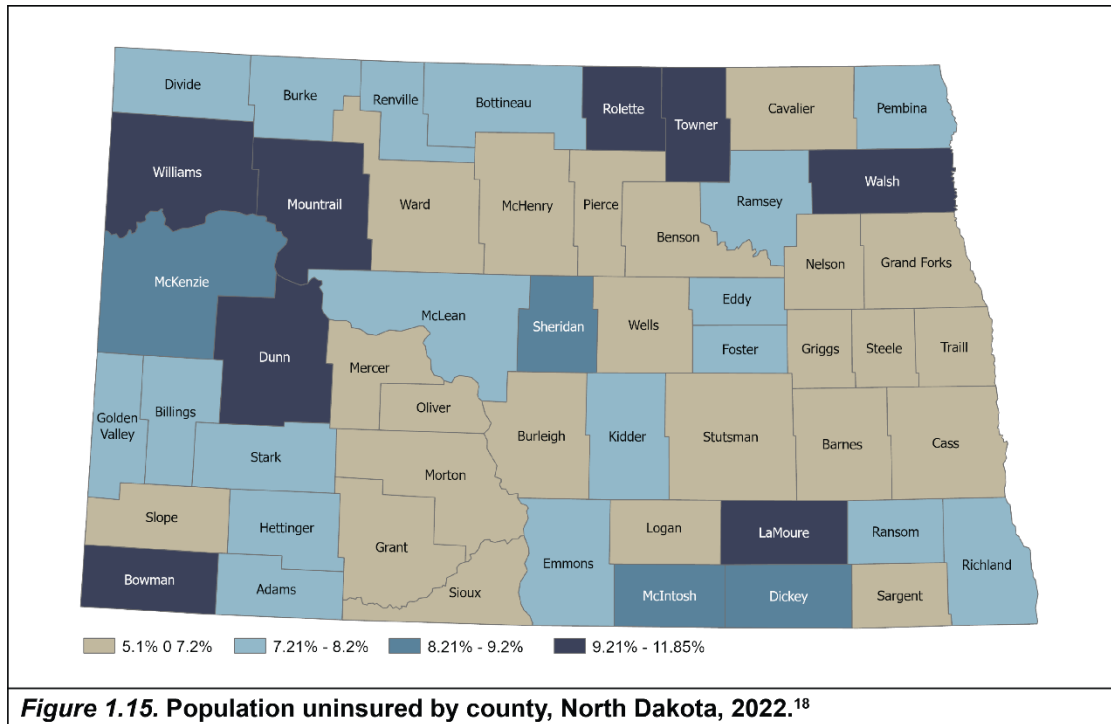 Divide
Burke
Renville
Bottineau
Rolette
Towner
Cavalier
Pembina
Williams
Mountrail
Ward
McHenry
Pierce
Benson
Ramsey
Walsh
Nelson
Grand Forks
McKenzie
Dunn
McLean
Sheridan
Wells
Eddy
Foster
Griggs
Steele
Traill
Mercer
Oliver
Golden
Valley
Billings
Stark
Morton
Burleigh
Kidder
Stutsman
Barnes
Cass
Slope
Hettinger
Grant
Emmons
Logan
LaMoure
Ransom
Richland
Bowman
Adams
Sioux
McIntosh
Dickey
Sargent
5.1% 0 7.2% 7.21% - 8.2% 8.21% - 9.2% 9.21% - 11.85%
Figure 1.15. Population uninsured by county, North Dakota, 2022.18